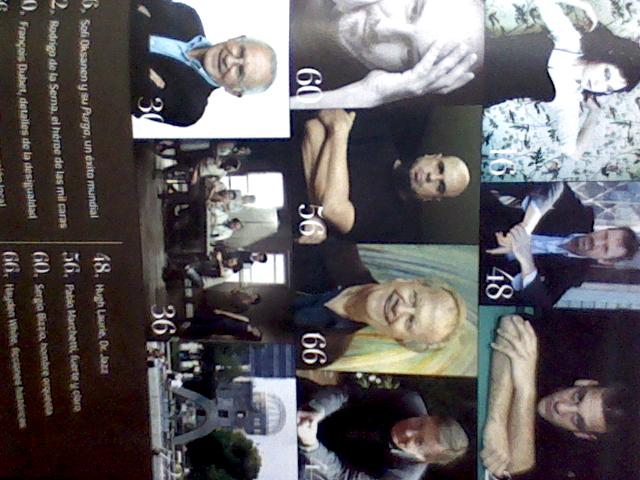 16
48
60
56
66
30
36
6. Sofi Oksanen y su Purga, un éxito mundial
2. Rodrigo de la Serna, el héroe de las mil caras
0. François Dubet, detalles de la desigualdad
48. Hugh Laurie, Dr. Jazz
56. Pablo Marchetti,
60. Sergio Bizzio, hombre orquesta
66. Hayden White, ficciones históricas